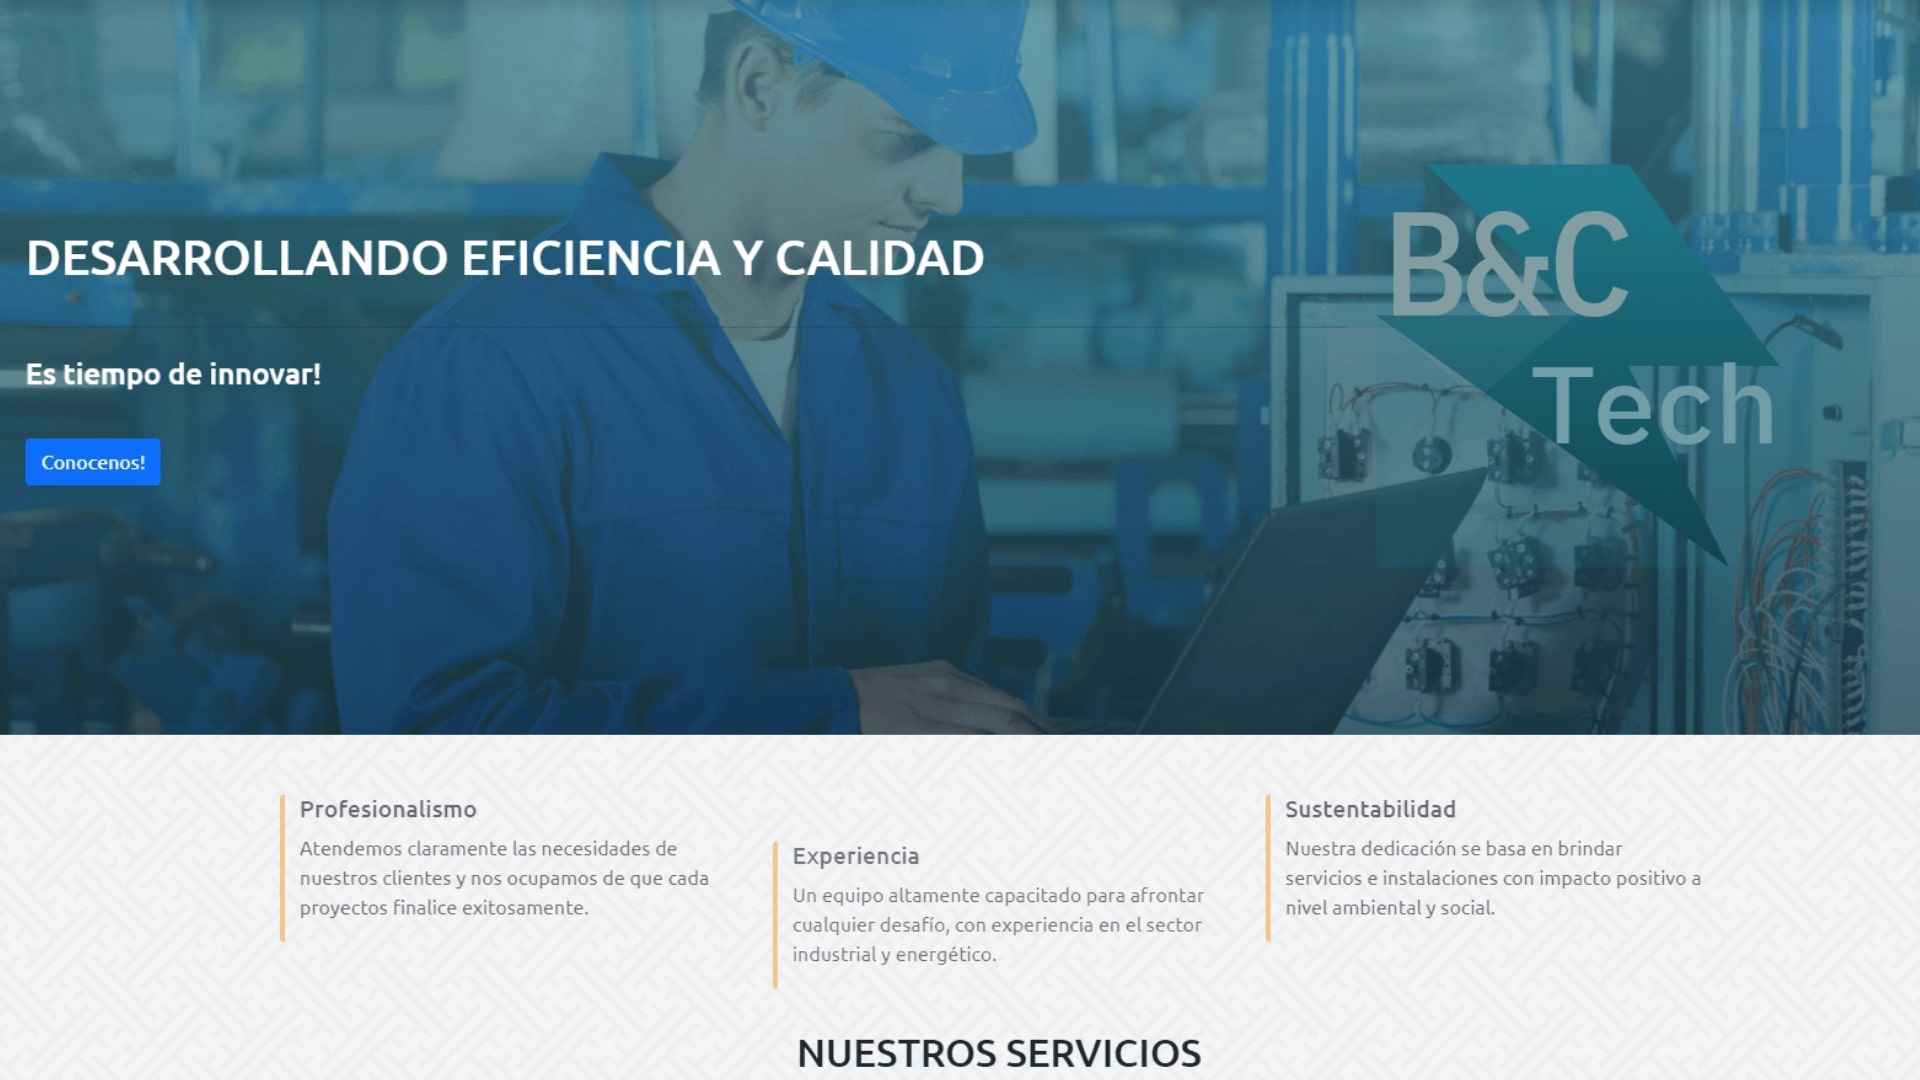 DESARROLLANDO EFICIENCIA Y CALIDAD
Es tiempo de innovar!
Conocenos!
B&C
Tech
Profesionalismo
Atendemos claramente las necesidades de
nuestros clientes y nos ocupamos de que cada
proyectos finalice exitosamente.
Experiencia
Un equipo altamente capacitado para afrontar
cualquier desafío, con experiencia en el sector
industrial y energético.
Sustentabilidad
Nuestra dedicación se basa en brindar
servicios e instalaciones con impacto positivo a
nivel ambiental y social.
NUESTROS SERVICIOS